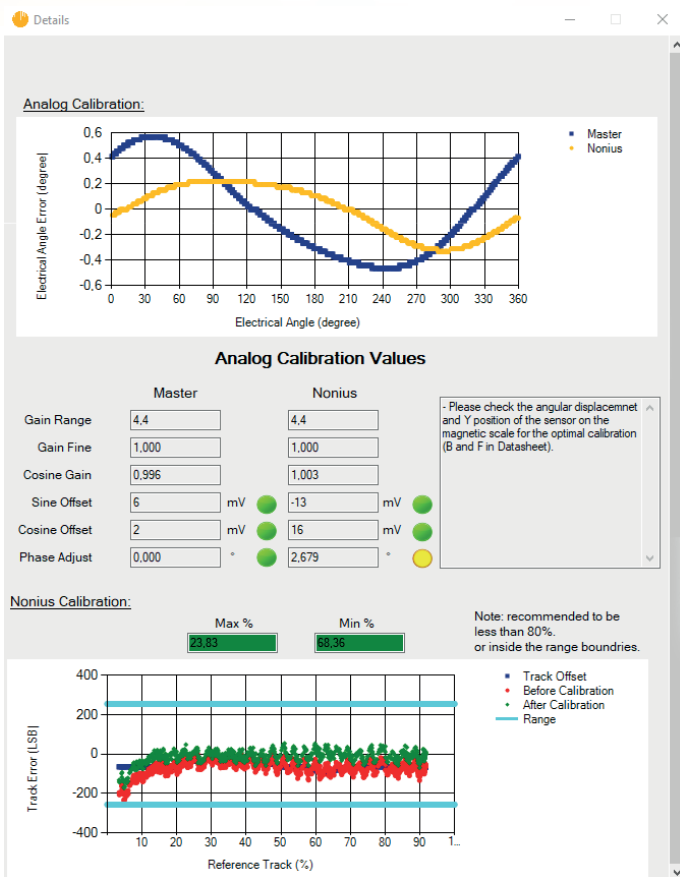 Details
Analog Calibration:
0.6
0.4
0.2
0
-0.2
-0.4
-0.6
Electrical Angle Error (degree|
0 30 60 90 120 150 180 210 240 270 300 330 360
Electrical Angle (degree)
Master
Nonius
Analog Calibration Values
Master Nonius
Gain Range 4,4 4,4
Gain Fine 1,000 1,000
Cosine Gain 0,996 1,003
Sine Offset 6 mV -13 mV
Cosine Offset 2 mV 16 mV
Phase Adjust 0,000 ° 2,679 °
- Please check the angular displacemnet
and Y position of the sensor on the
magnetic scale for the optimal calibration
(B and F in Datasheet).
Nonius Calibration:
Max % Min %
23,83 68,36
Note: recommended to be
less than 80%.
or inside the range boundries.
400
200
0
-200
-400
Track Error (LSB|
10 20 30 40 50 60 70 80 90 1...
Reference Track (%)
Track Offset
Before Calibration
After Calibration
Range